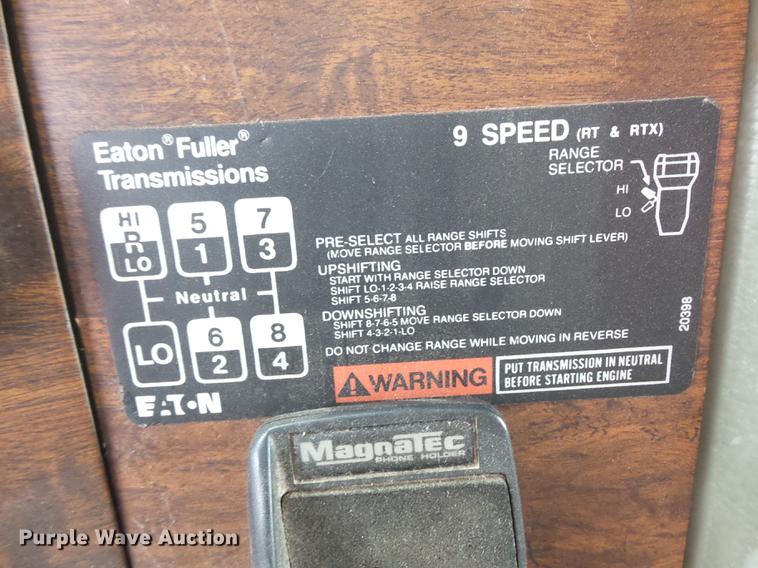 Eaton® Fuller®
Transmissions
9 SPEED (RT & RTX)
RANGE
SELECTOR
HI
LO
HI
R
LO
5
1
7
3
Neutral
LO
6
2
8
4
PRE-SELECT ALL RANGE SHIFTS
(MOVE RANGE SELECTOR BEFORE MOVING SHIFT LEVER)
UPSHIFTING
START WITH RANGE SELECTOR DOWN
SHIFT LO-1-2-3-4 RAISE RANGE SELECTOR
SHIFT 5-6-7-8
DOWNSHIFTING
SHIFT 8-7-6-5 MOVE RANGE SELECTOR DOWN
SHIFT 4-3-2-1-LO
DO NOT CHANGE RANGE WHILE MOVING IN REVERSE
WARNING
PUT TRANSMISSION IN NEUTRAL
BEFORE STARTING ENGINE
20398
EATON
MagnaTec
PHONE HOLDER
Purple Wave Auction